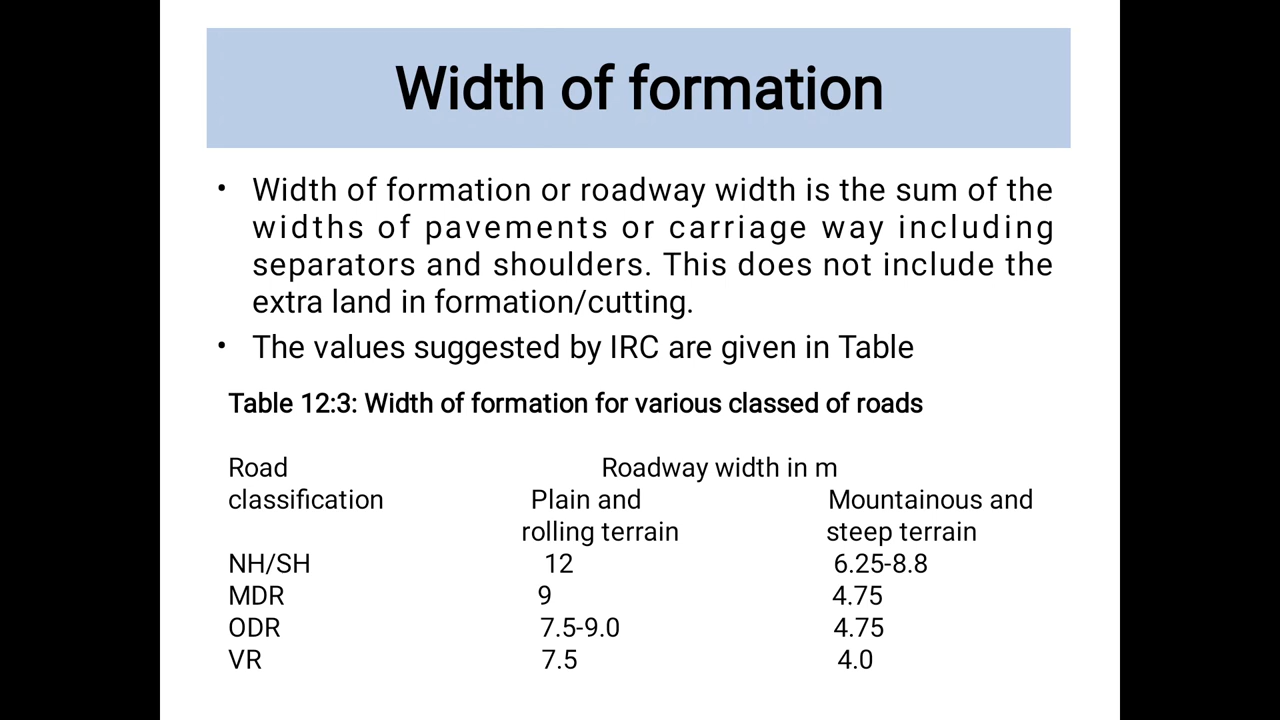 Width of formation
• Width of formation or roadway width is the sum of the
widths of pavements or carriage way including
separators and shoulders. This does not include the
extra land in formation/cutting.
• The values suggested by IRC are given in Table
Table 12:3: Width of formation for various classed of roads
Road Roadway width in m
classification Plain and Mountainous and
rolling terrain steep terrain
NH/SH 12 6.25-8.8
MDR 9 4.75
ODR 7.5-9.0 4.75
VR 7.5 4.0